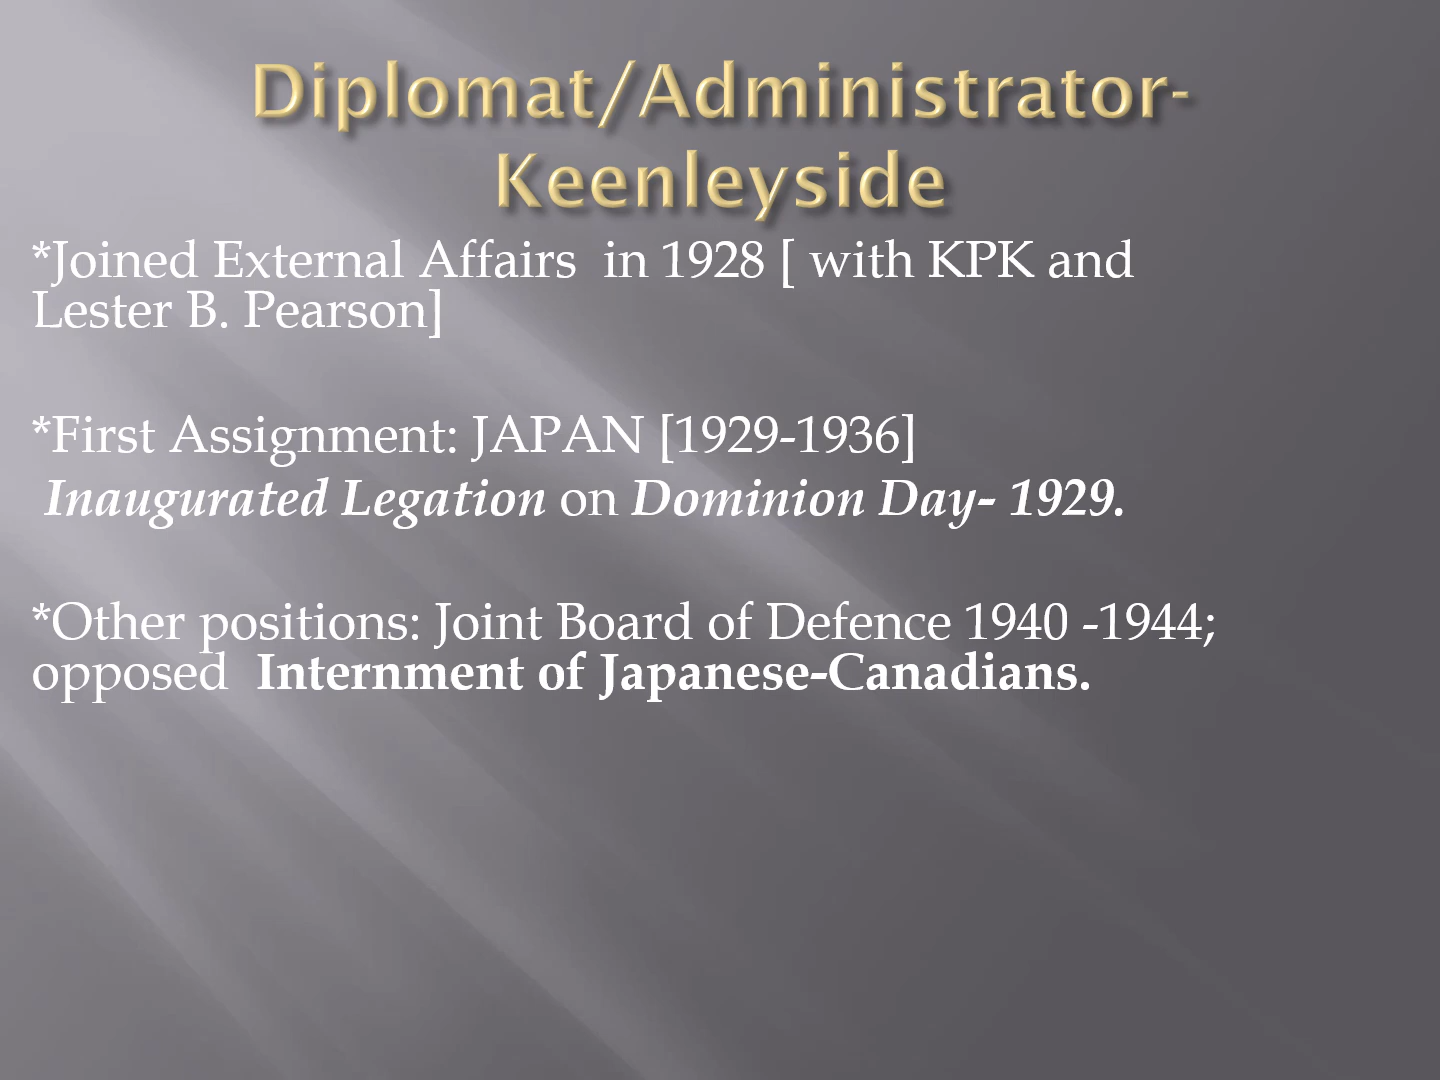 Diplomat/Administrator-
Keenleyside
*Joined External Affairs  in 1928 [ with KPK and
Lester B. Pearson]
*First Assignment: JAPAN [1929-1936]
Inaugurated Legation on Dominion Day- 1929.
*Other positions: Joint Board of Defence 1940 -1944;
opposed  Internment of Japanese-Canadians.